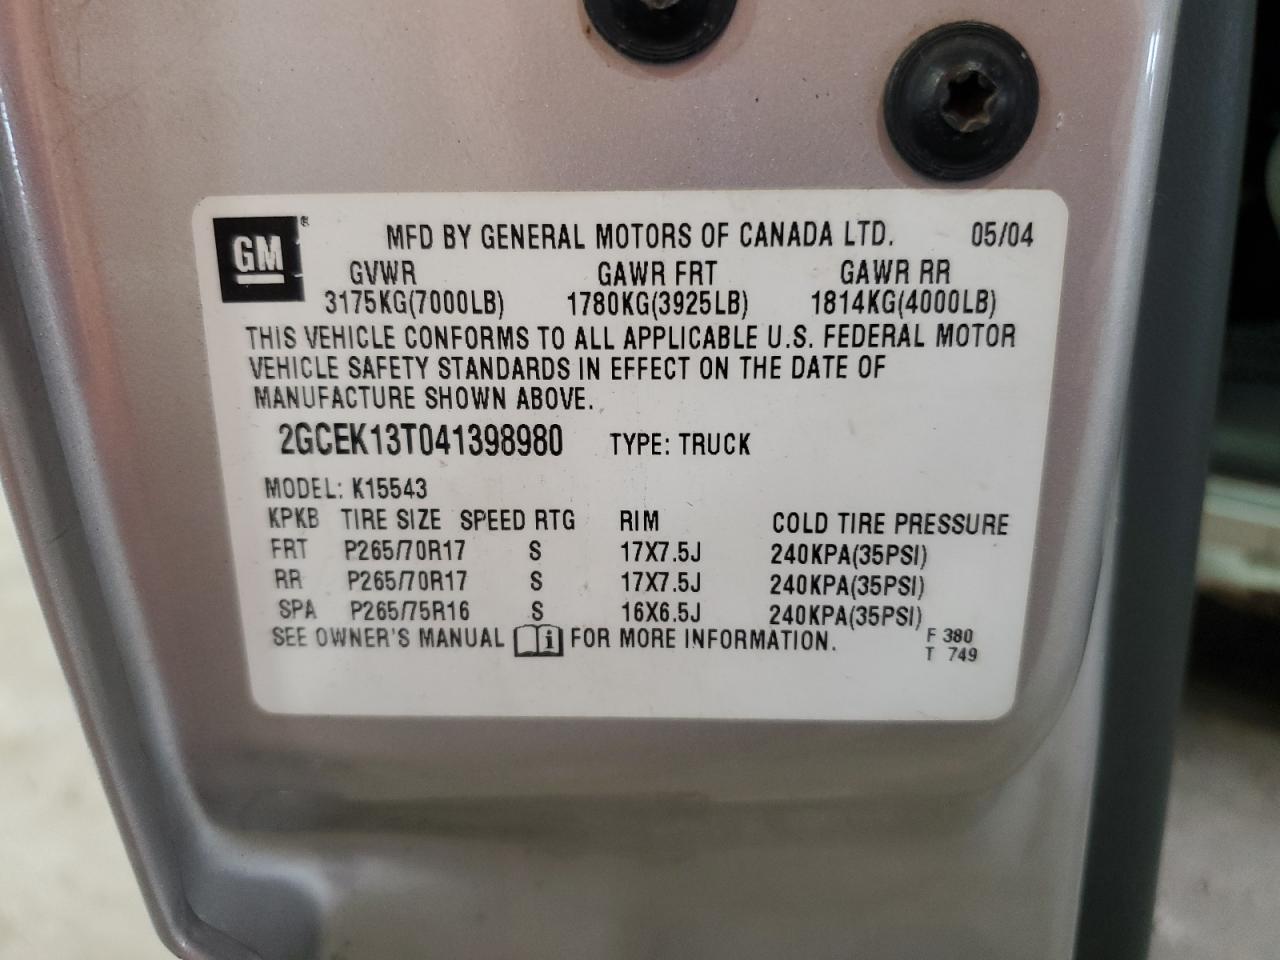 GM ® MFD BY GENERAL MOTORS OF CANADA LTD. 05/04
GVWR GAWR FRT GAWR RR
3175KG(7000LB) 1780KG(3925LB) 1814KG(4000LB)
THIS VEHICLE CONFORMS TO ALL APPLICABLE U.S. FEDERAL MOTOR
VEHICLE SAFETY STANDARDS IN EFFECT ON THE DATE OF
MANUFACTURE SHOWN ABOVE.
2GCEK13T041398980 TYPE: TRUCK
MODEL: K15543
KPKB TIRE SIZE SPEED RTG RIM COLD TIRE PRESSURE
FRT P265/70R17 S 17X7.5J 240KPA(35PSI)
RR P265/70R17 S 17X7.5J 240KPA(35PSI)
SPA P265/75R16 S 16X6.5J 240KPA(35PSI)
SEE OWNER'S MANUAL i FOR MORE INFORMATION. F 380
T 749